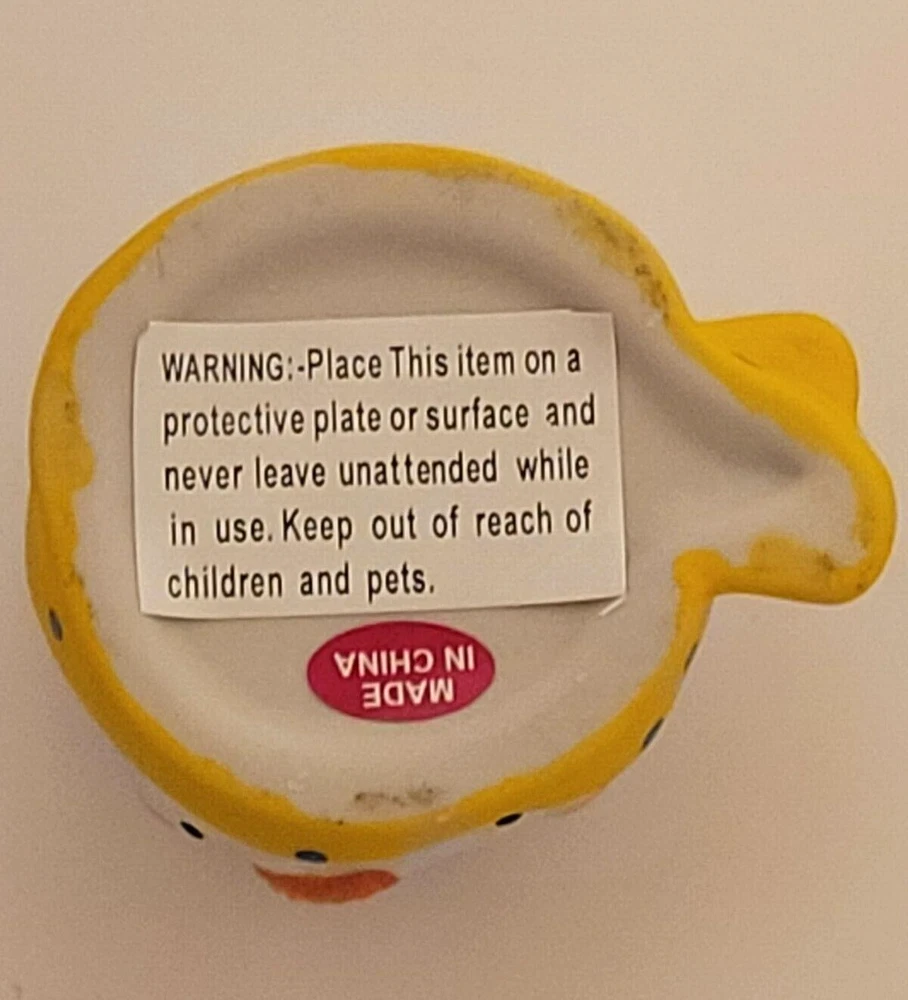 WARNING:-Place This item on a
protective plate or surface and
never leave unattended while
in use. Keep out of reach of
children and pets.
MADE
IN CHINA